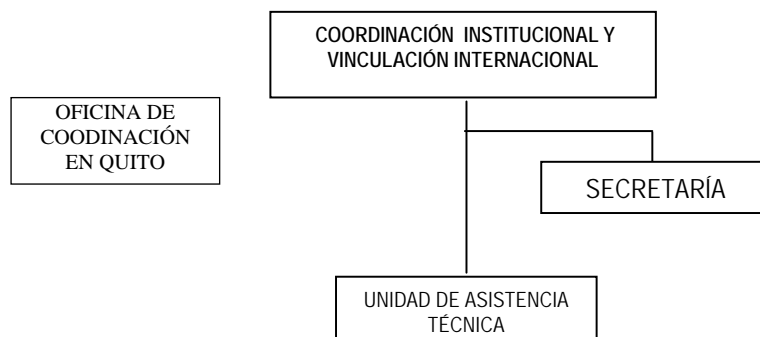 COORDINACIÓN INSTITUCIONAL Y
VINCULACIÓN INTERNACIONAL
OFICINA DE
COODINACIÓN
EN QUITO
SECRETARÍA
UNIDAD DE ASISTENCIA
TÉCNICA